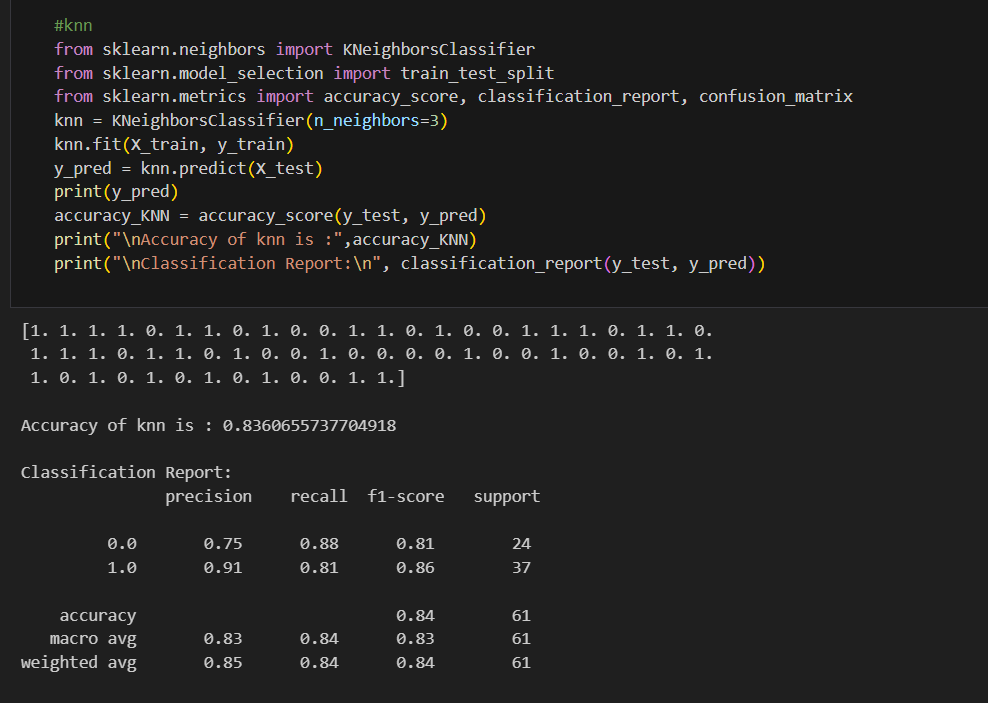 #knn
from sklearn.neighbors import KNeighborsClassifier
from sklearn.model_selection import train_test_split
from sklearn.metrics import accuracy_score, classification_report, confusion_matrix
knn = KNeighborsClassifier(n_neighbors=3)
knn.fit(X_train, y_train)
y_pred = knn.predict(X_test)
print(y_pred)
accuracy_KNN = accuracy_score(y_test, y_pred)
print("\nAccuracy of knn is :",accuracy_KNN)
print("\nClassification Report:\n", classification_report(y_test, y_pred))
[1. 1. 1. 1. 0. 1. 1. 0. 1. 0. 0. 1. 1. 0. 1. 0. 0. 1. 1. 1. 0. 1. 1. 0.
1. 1. 1. 0. 1. 1. 0. 1. 0. 0. 1. 0. 0. 0. 0. 1. 0. 0. 1. 0. 0. 1. 0. 1.
1. 0. 1. 0. 1. 0. 1. 0. 1. 0. 0. 1. 1.]
Accuracy of knn is : 0.8360655737704918
Classification Report:
precision recall f1-score support
0.0 0.75 0.88 0.81 24
1.0 0.91 0.81 0.86 37
accuracy 0.84 61
macro avg 0.83 0.84 0.83 61
weighted avg 0.85 0.84 0.84 61